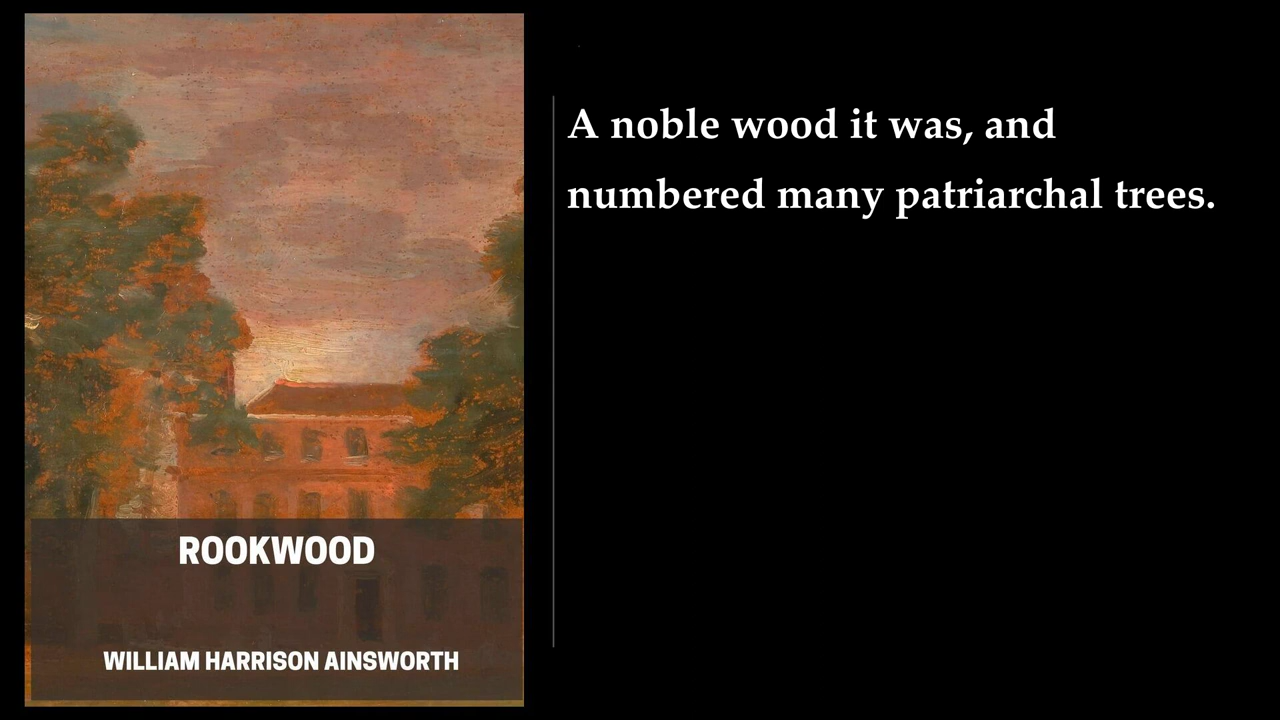 A noble wood it was, and
numbered many patriarchal trees.
ROOKWOOD
WILLIAM HARRISON AINSWORTH